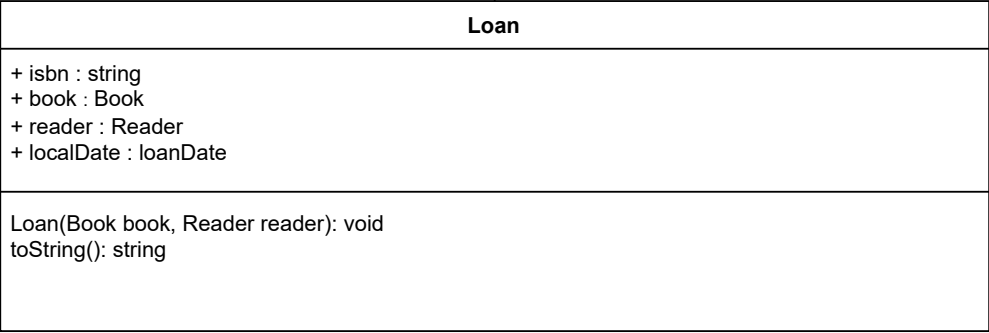 Loan
+ isbn : string
+ book : Book
+ reader : Reader
+ localDate : loanDate
Loan(Book book, Reader reader): void
toString(): string